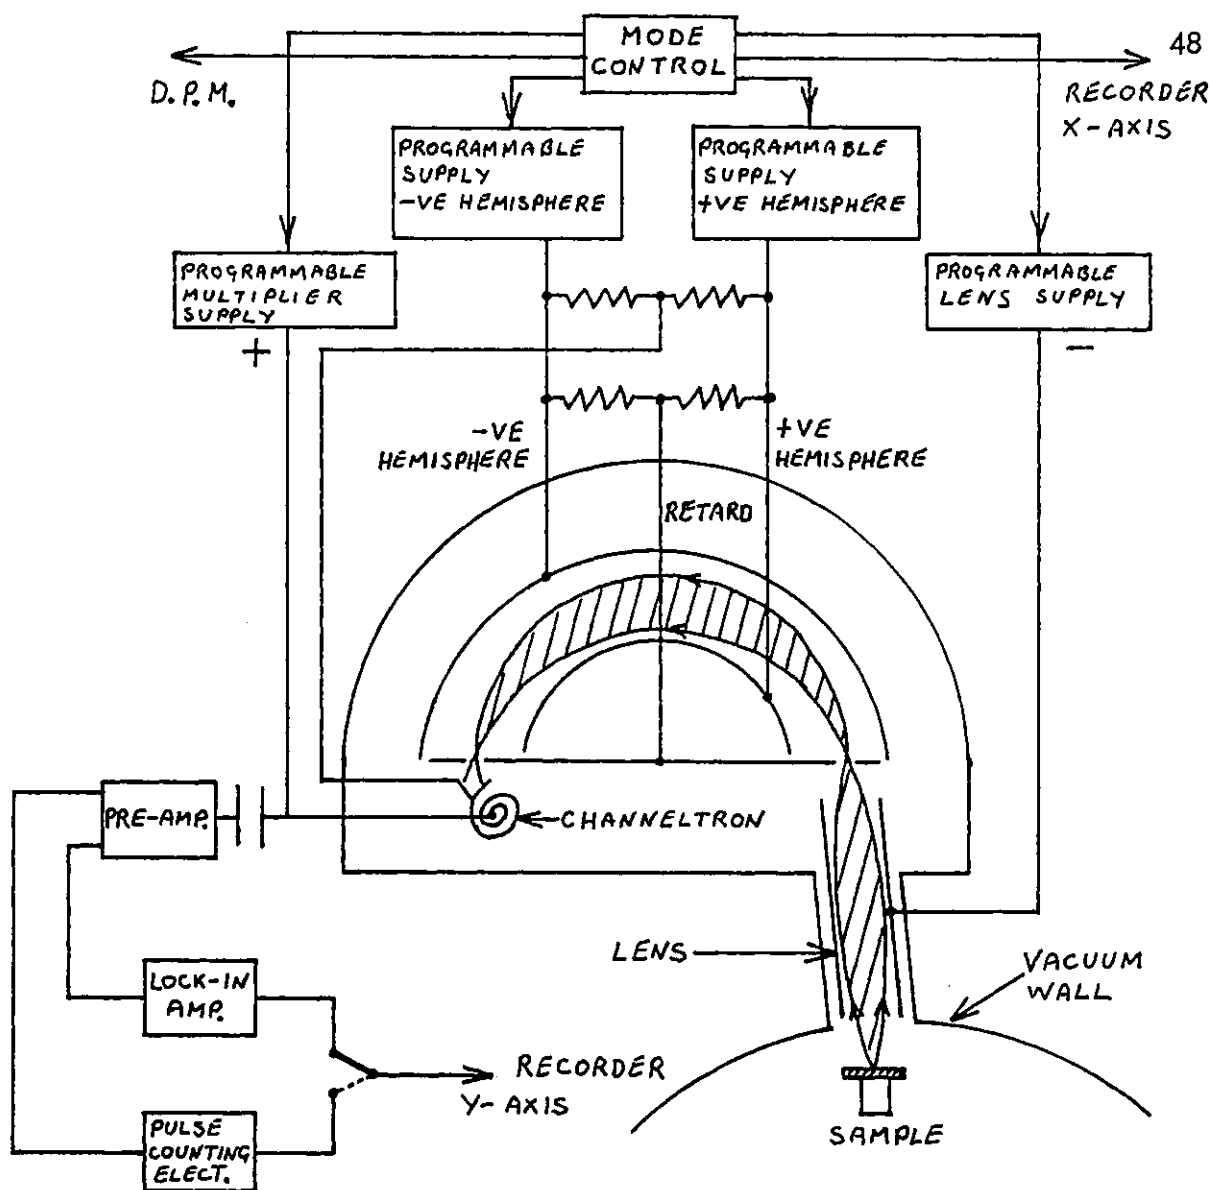 MODE
CONTROL
48
D.P.M.
RECORDER
X-AXIS
PROGRAMMABLE
SUPPLY
-VE HEMISPHERE
PROGRAMMABLE
SUPPLY
+VE HEMISPHERE
PROGRAMMABLE
MULTIPLIER
SUPPLY
+
PROGRAMMABLE
LENS SUPPLY
-
-VE
HEMISPHERE
+VE
HEMISPHERE
RETARD
PRE-AMP.
CHANNELTRON
LENS
VACUUM
WALL
LOCK-IN
AMP.
RECORDER
Y-AXIS
PULSE
COUNTING
ELECT.
SAMPLE